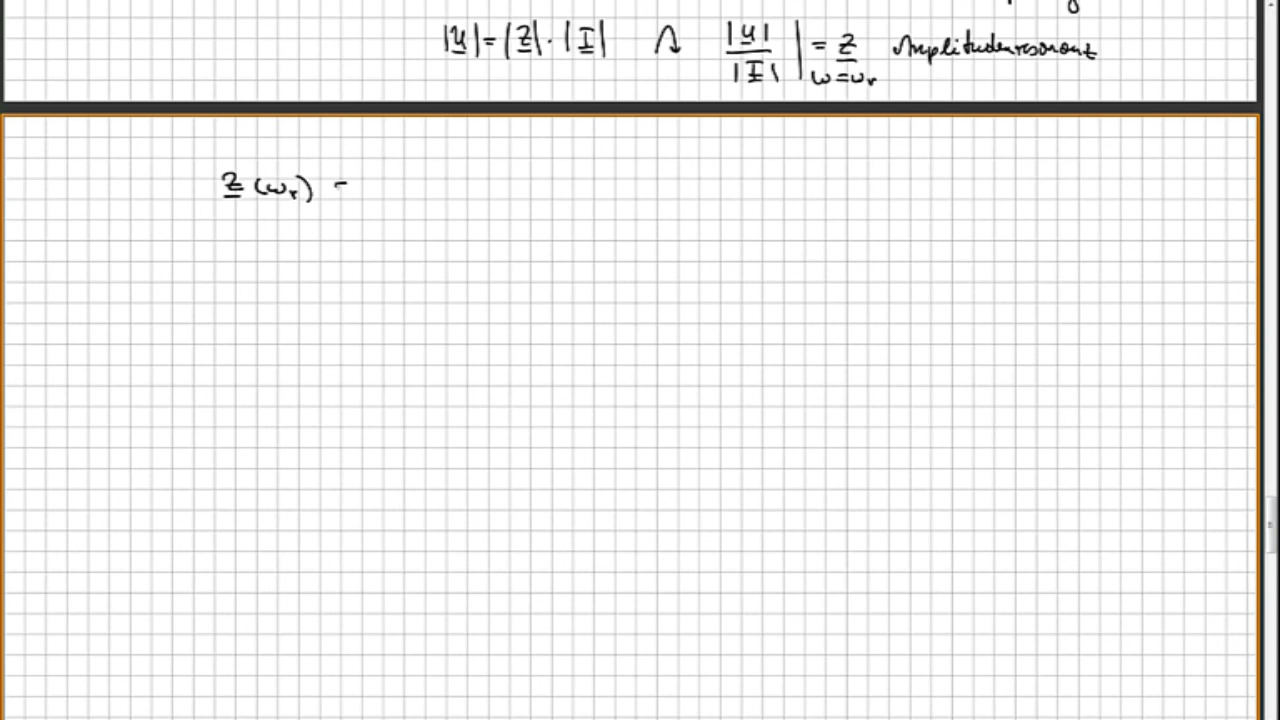 |U| = |Z| · |I| ⇒ |U| / |I| |ω=ωr = Z Amplitudenresonanz
Z (ωr) =